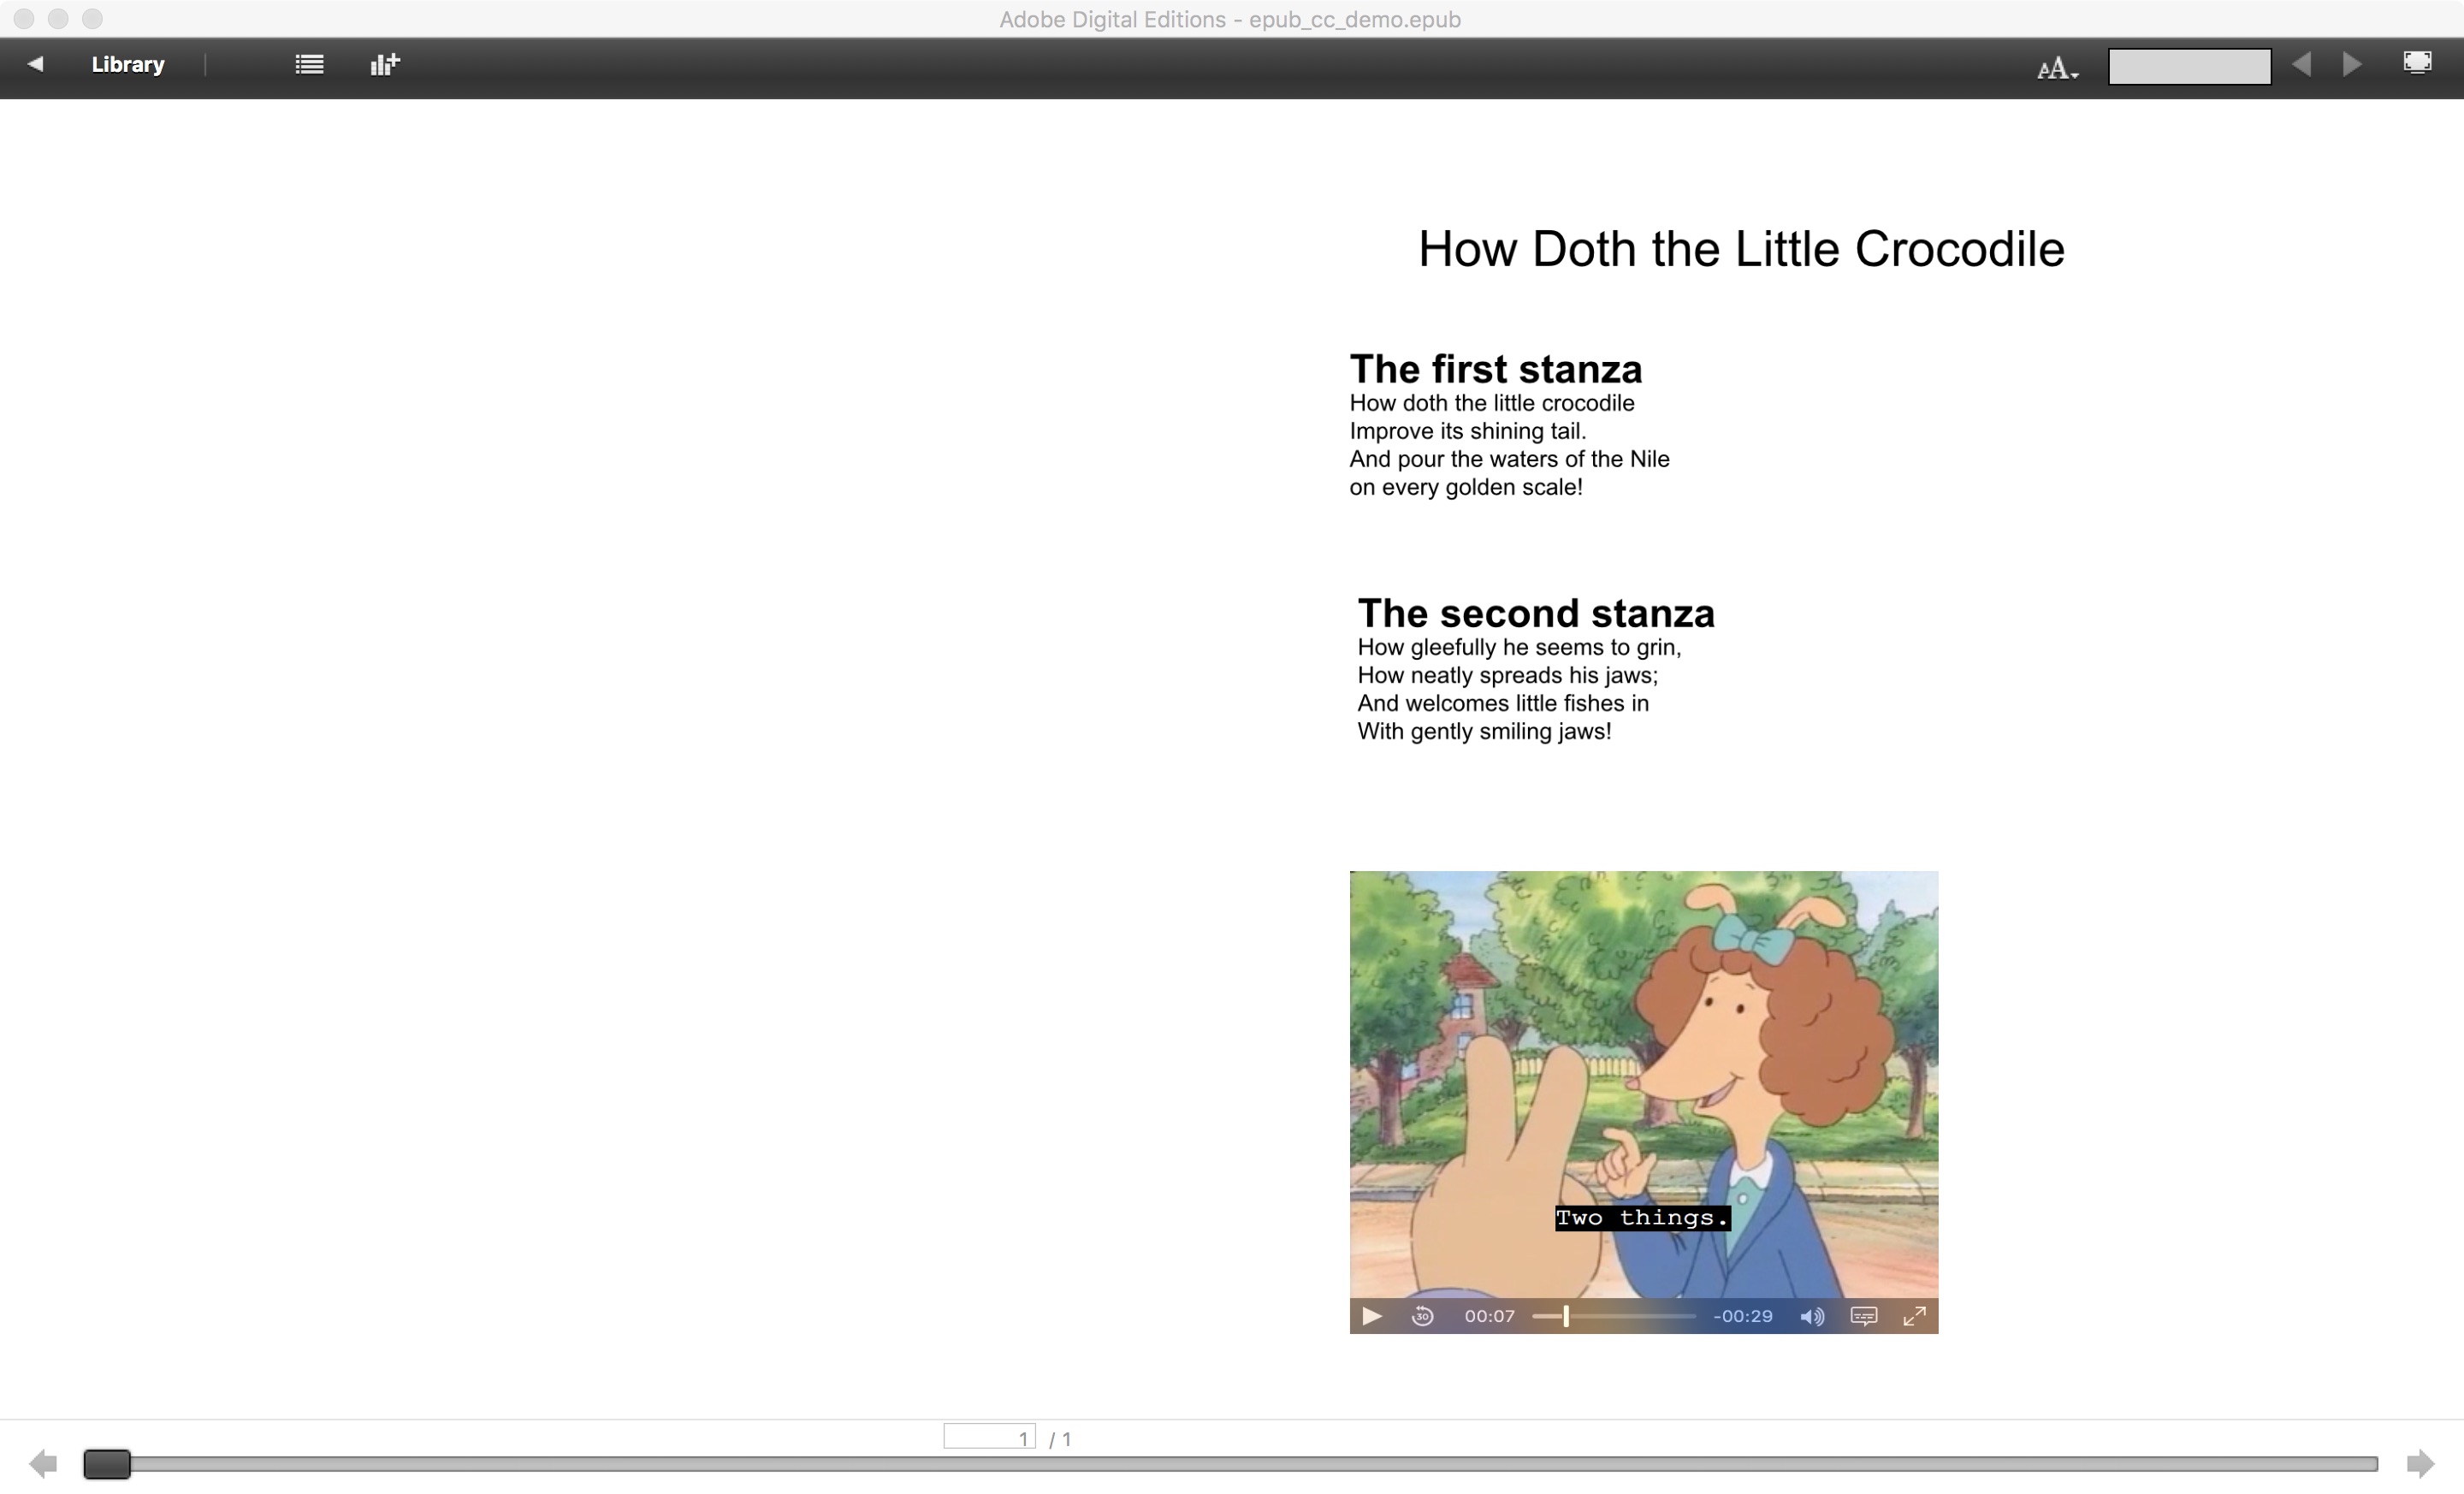 Adobe Digital Editions - epub_cc_demo.epub
Library
AA
How Doth the Little Crocodile
The first stanza
How doth the little crocodile
Improve its shining tail.
And pour the waters of the Nile
on every golden scale!
The second stanza
How gleefully he seems to grin,
How neatly spreads his jaws;
And welcomes little fishes in
With gently smiling jaws!
Two things.
30 00:07 -00:29
1 / 1